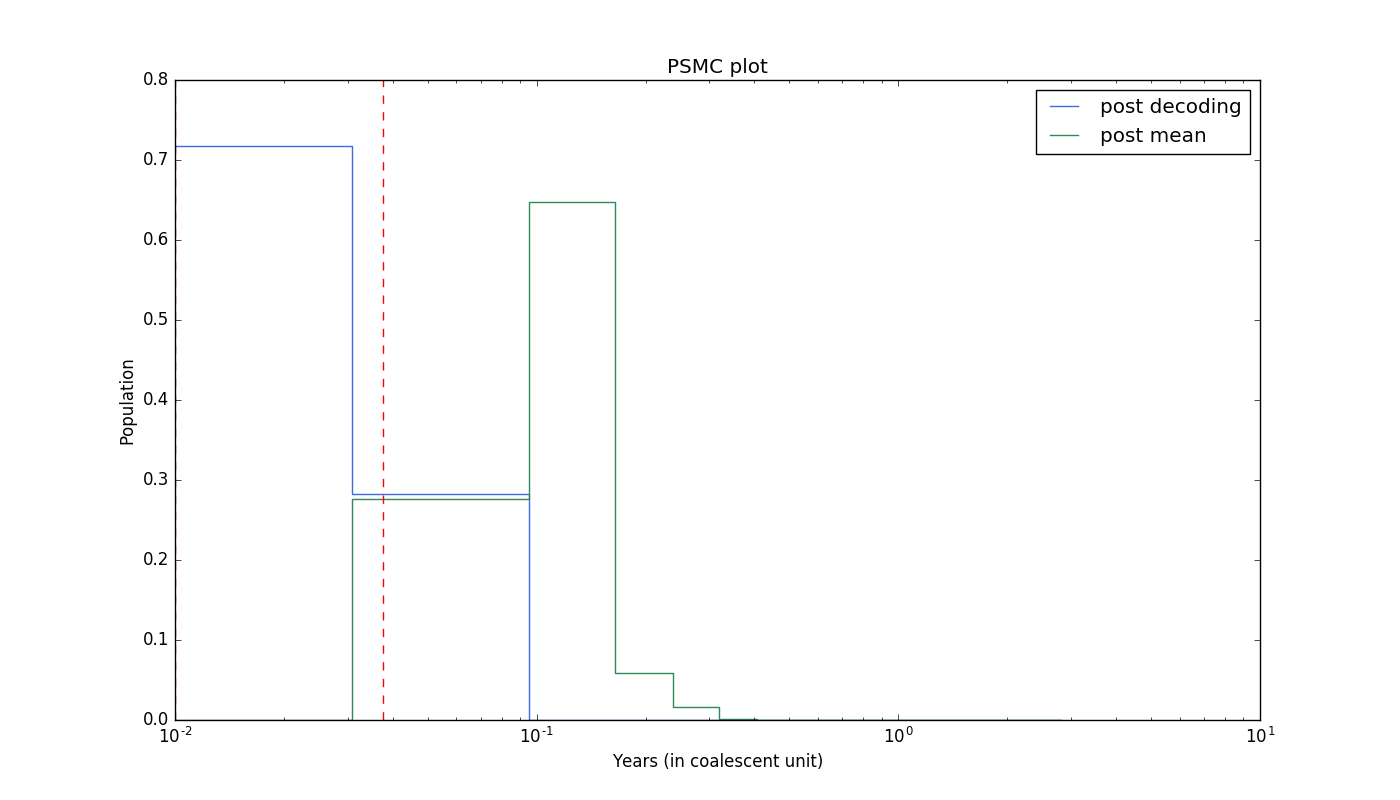 PSMC plot
post decoding
post mean
0.8
0.7
0.6
0.5
0.4
0.3
0.2
0.1
0.0
Population
10⁻² 10⁻¹ 10⁰ 10¹
Years (in coalescent unit)